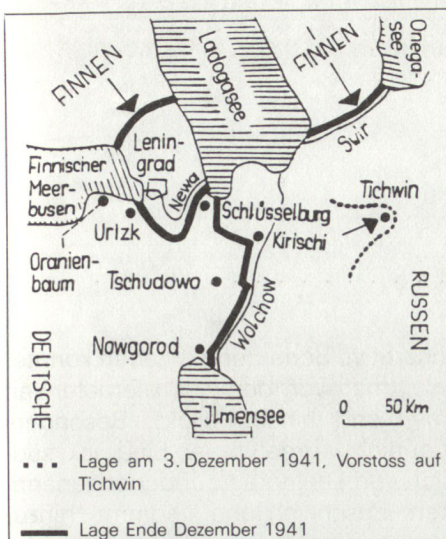 FINNEN
Ladogasee
FINNEN
Onega-
see
Swir
Lenin-
grad
Finnischer
Meer-
busen
Newa
Urizk
Oranien-
baum
Schlüsselburg
Kirischi
Tichwin
Tschudowo
Wolchow
Nowgorod
Jlmensee
DEUTSCHE
RUSSEN
0 50 Km
Lage am 3. Dezember 1941, Vorstoss auf
Tichwin
Lage Ende Dezember 1941